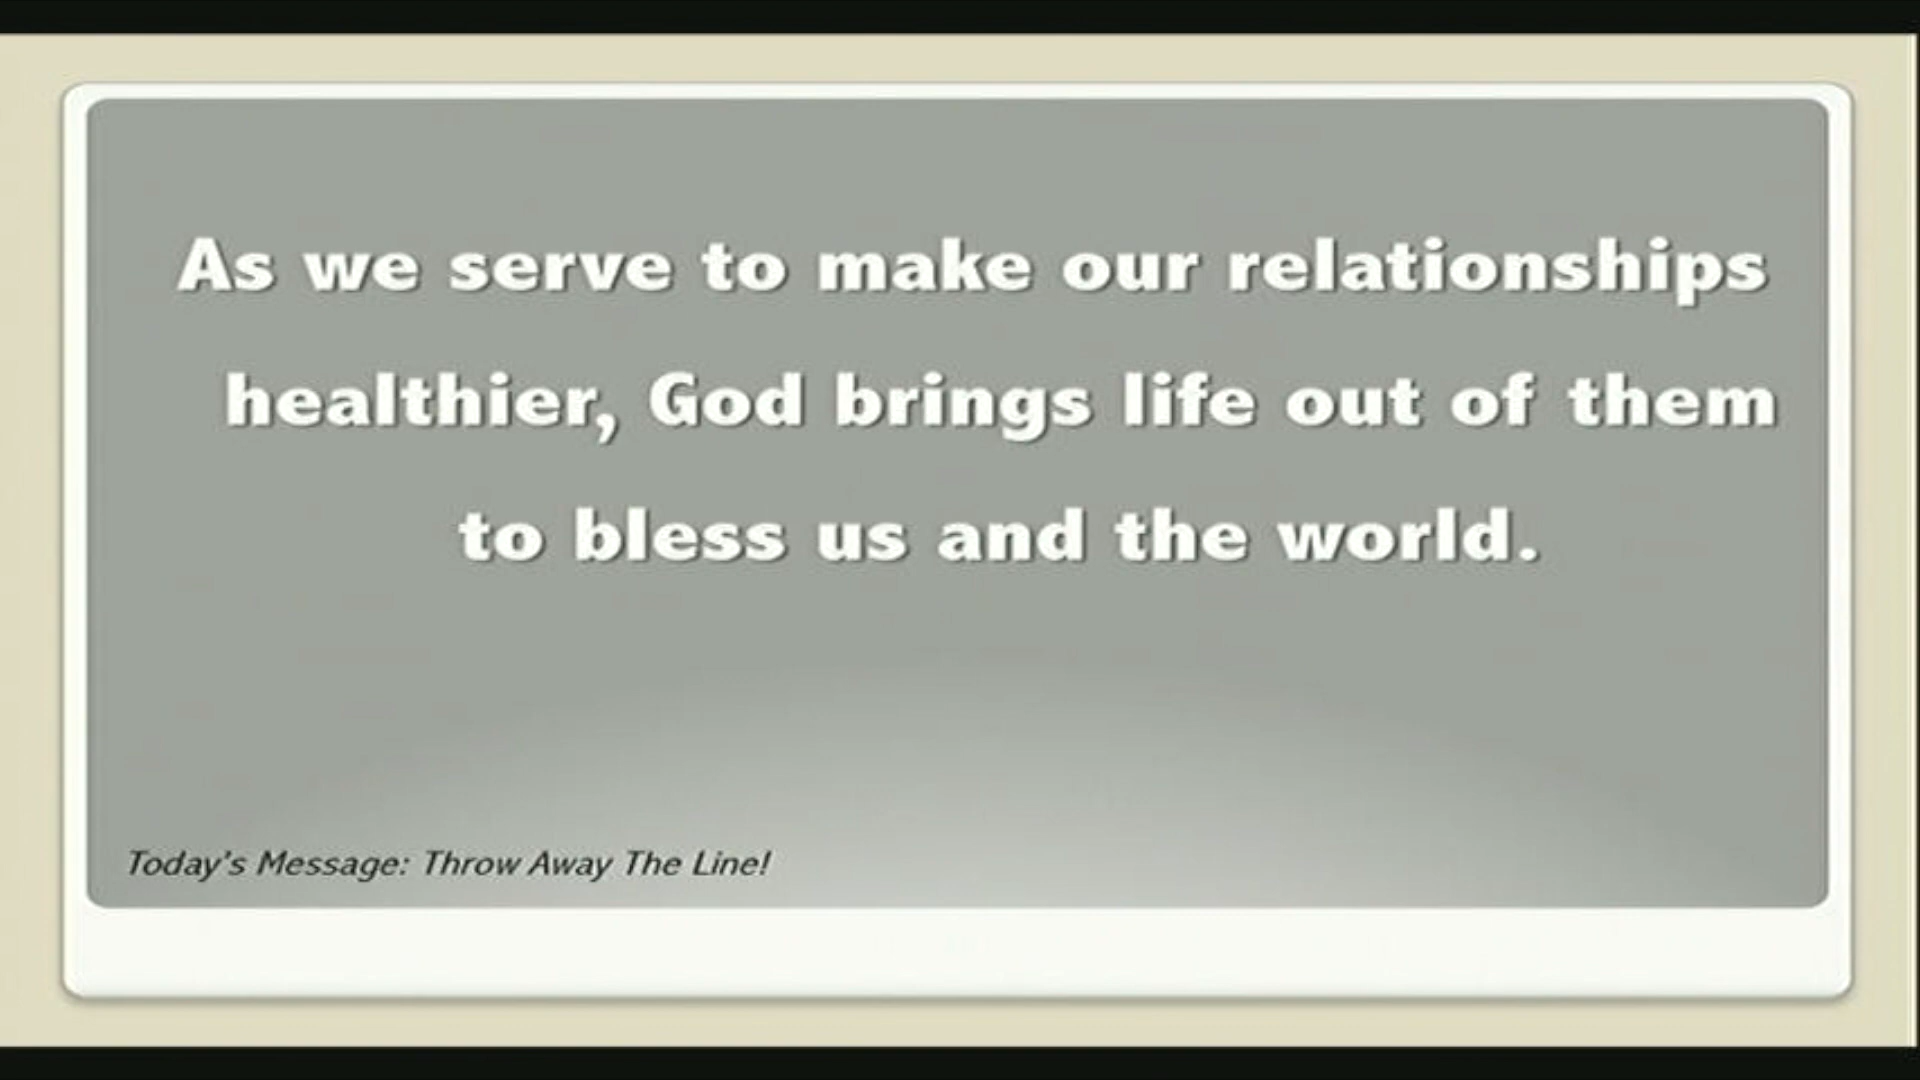 As we serve to make our relationships
healthier, God brings life out of them
to bless us and the world.
Today's Message: Throw Away The Line!